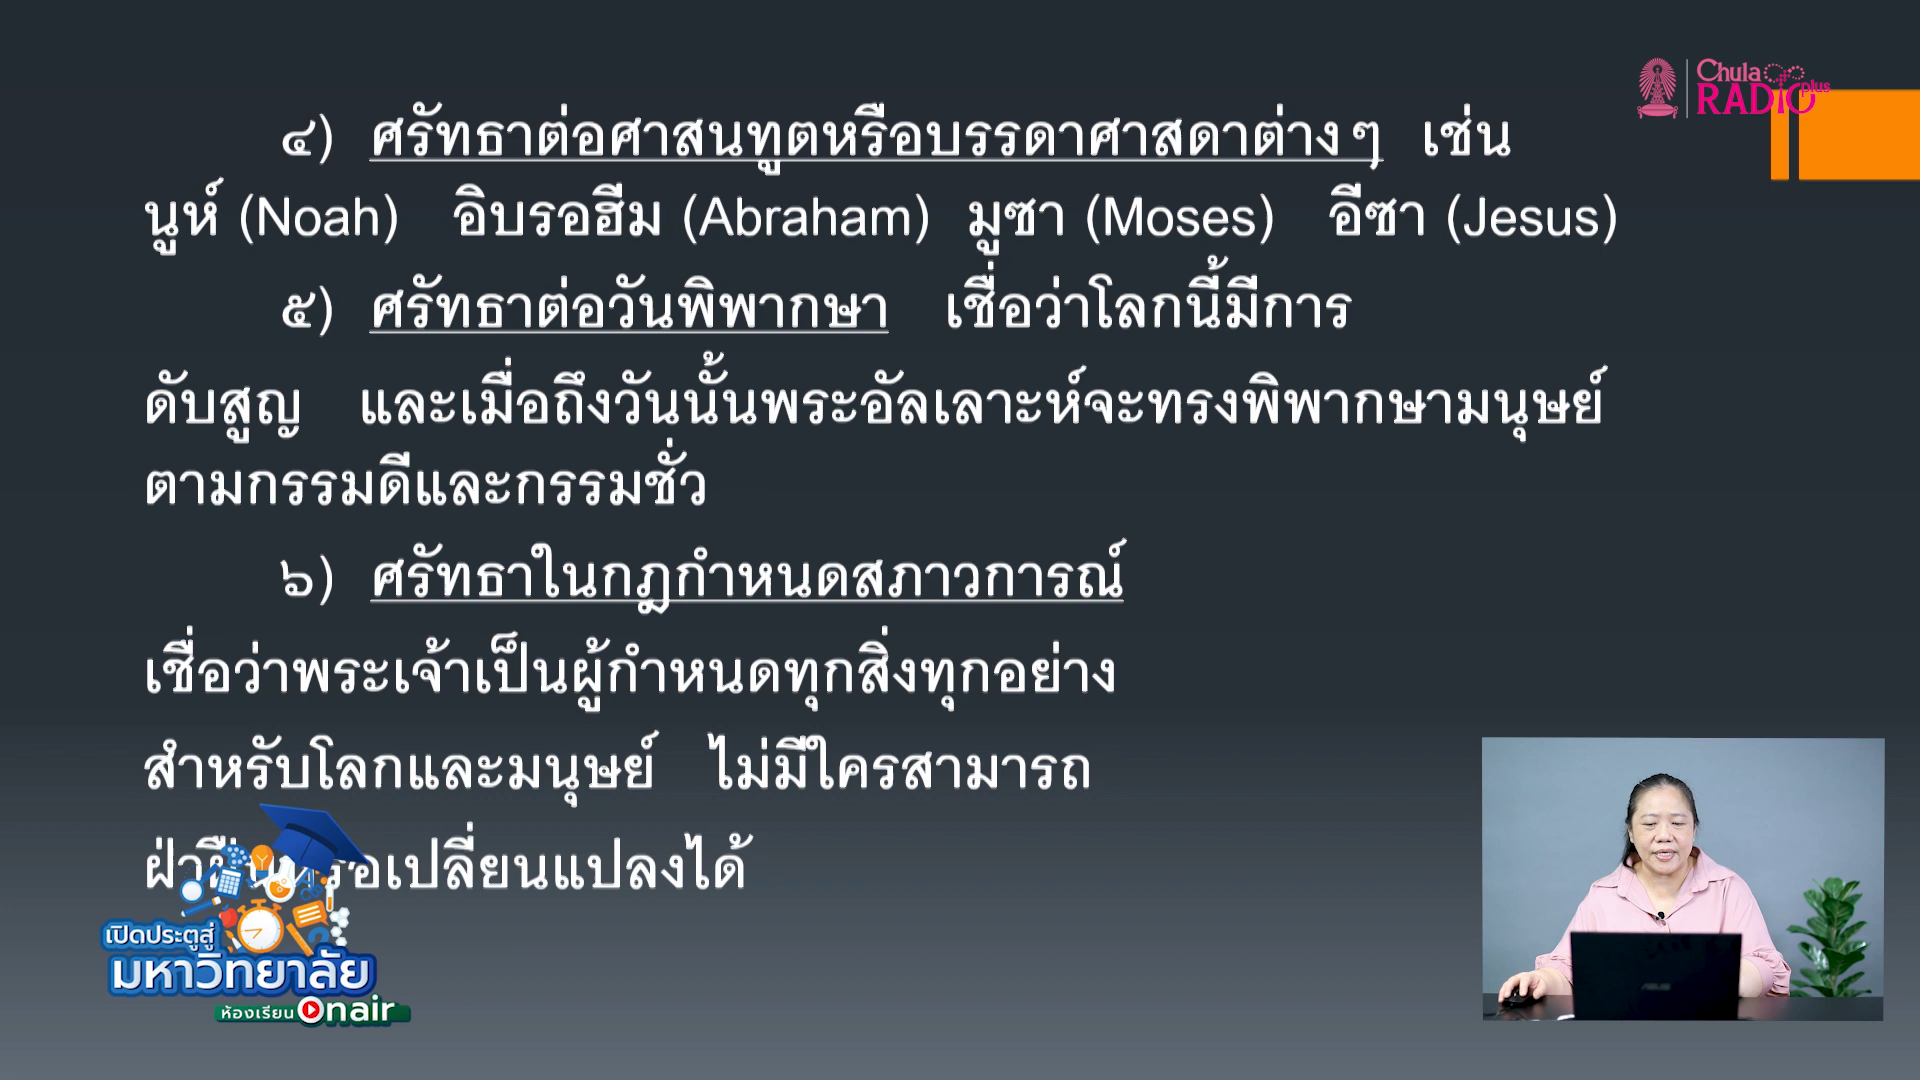 Chula
RADIO plus
๔) ศรัทธาต่อศาสนทูตหรือบรรดาศาสดาต่างๆ เช่น
นูห์ (Noah) อิบรอฮีม (Abraham) มูซา (Moses) อีซา (Jesus)
๕) ศรัทธาต่อวันพิพากษา เชื่อว่าโลกนี้มีการ
ดับสูญ และเมื่อถึงวันนั้นพระอัลเลาะห์จะทรงพิพากษามนุษย์
ตามกรรมดีและกรรมชั่ว
๖) ศรัทธาในกฎกำหนดสภาวการณ์
เชื่อว่าพระเจ้าเป็นผู้กำหนดทุกสิ่งทุกอย่าง
สำหรับโลกและมนุษย์ ไม่มีใครสามารถ
ฝ่าฝืนหรือเปลี่ยนแปลงได้
เปิดประตูสู่
มหาวิทยาลัย
ห้องเรียน Onair